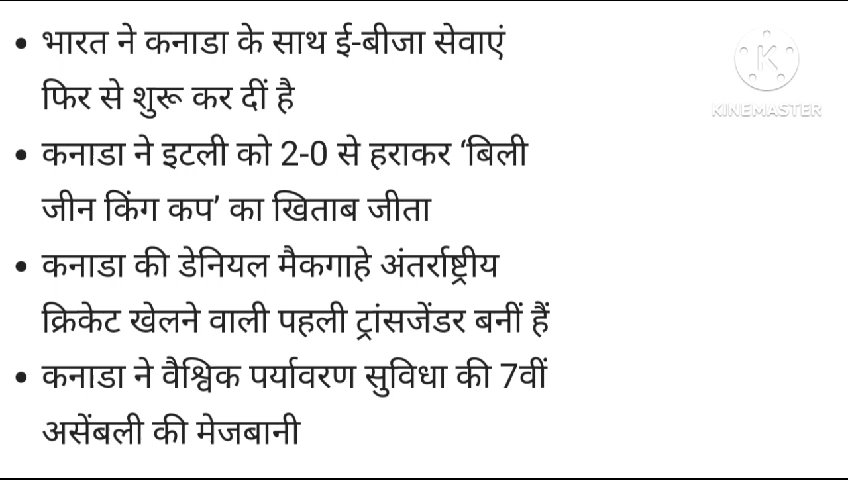 • भारत ने कनाडा के साथ ई-बीजा सेवाएं
फिर से शुरू कर दीं है
• कनाडा ने इटली को 2-0 से हराकर ‘बिली
जीन किंग कप’ का खिताब जीता
• कनाडा की डेनियल मैकगाहे अंतर्राष्ट्रीय
क्रिकेट खेलने वाली पहली ट्रांसजेंडर बनीं हैं
• कनाडा ने वैश्विक पर्यावरण सुविधा की 7वीं
असेंबली की मेजबानी
K
KINEMASTER